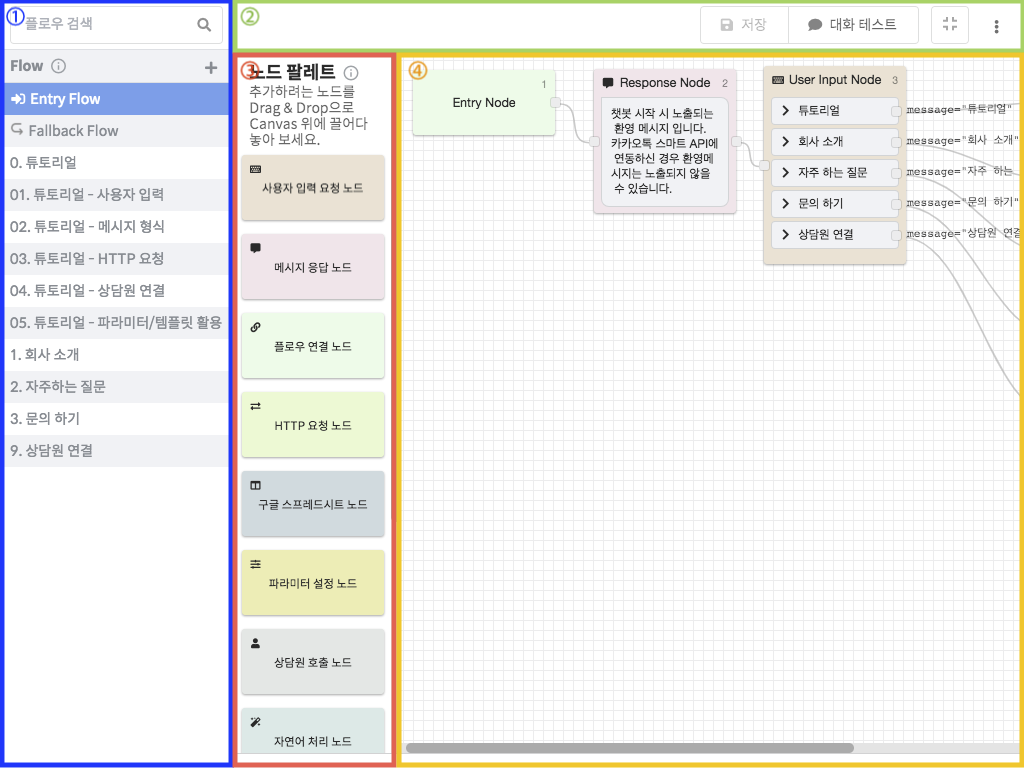 ①
플로우 검색
Flow
Entry Flow
Fallback Flow
0. 튜토리얼
01. 튜토리얼 - 사용자 입력
02. 튜토리얼 - 메시지 형식
03. 튜토리얼 - HTTP 요청
04. 튜토리얼 - 상담원 연결
05. 튜토리얼 - 파라미터/템플릿 활용
1. 회사 소개
2. 자주하는 질문
3. 문의 하기
9. 상담원 연결
②
저장
대화 테스트
③
노드 팔레트
추가하려는 노드를
Drag & Drop으로
Canvas 위에 끌어다
놓아 보세요.
사용자 입력 요청 노드
메시지 응답 노드
플로우 연결 노드
HTTP 요청 노드
구글 스프레드시트 노드
파라미터 설정 노드
상담원 호출 노드
자연어 처리 노드
④
1
Entry Node
Response Node 2
챗봇 시작 시 노출되는
환영 메시지 입니다.
카카오톡 스마트 API에
연동하신 경우 환영메
시지는 노출되지 않을
수 있습니다.
User Input Node 3
튜토리얼
회사 소개
자주 하는 질문
문의 하기
상담원 연결
message="튜토리얼"
message="회사 소개"
message="자주 하는
message="문의 하기"
message="상담원 연결